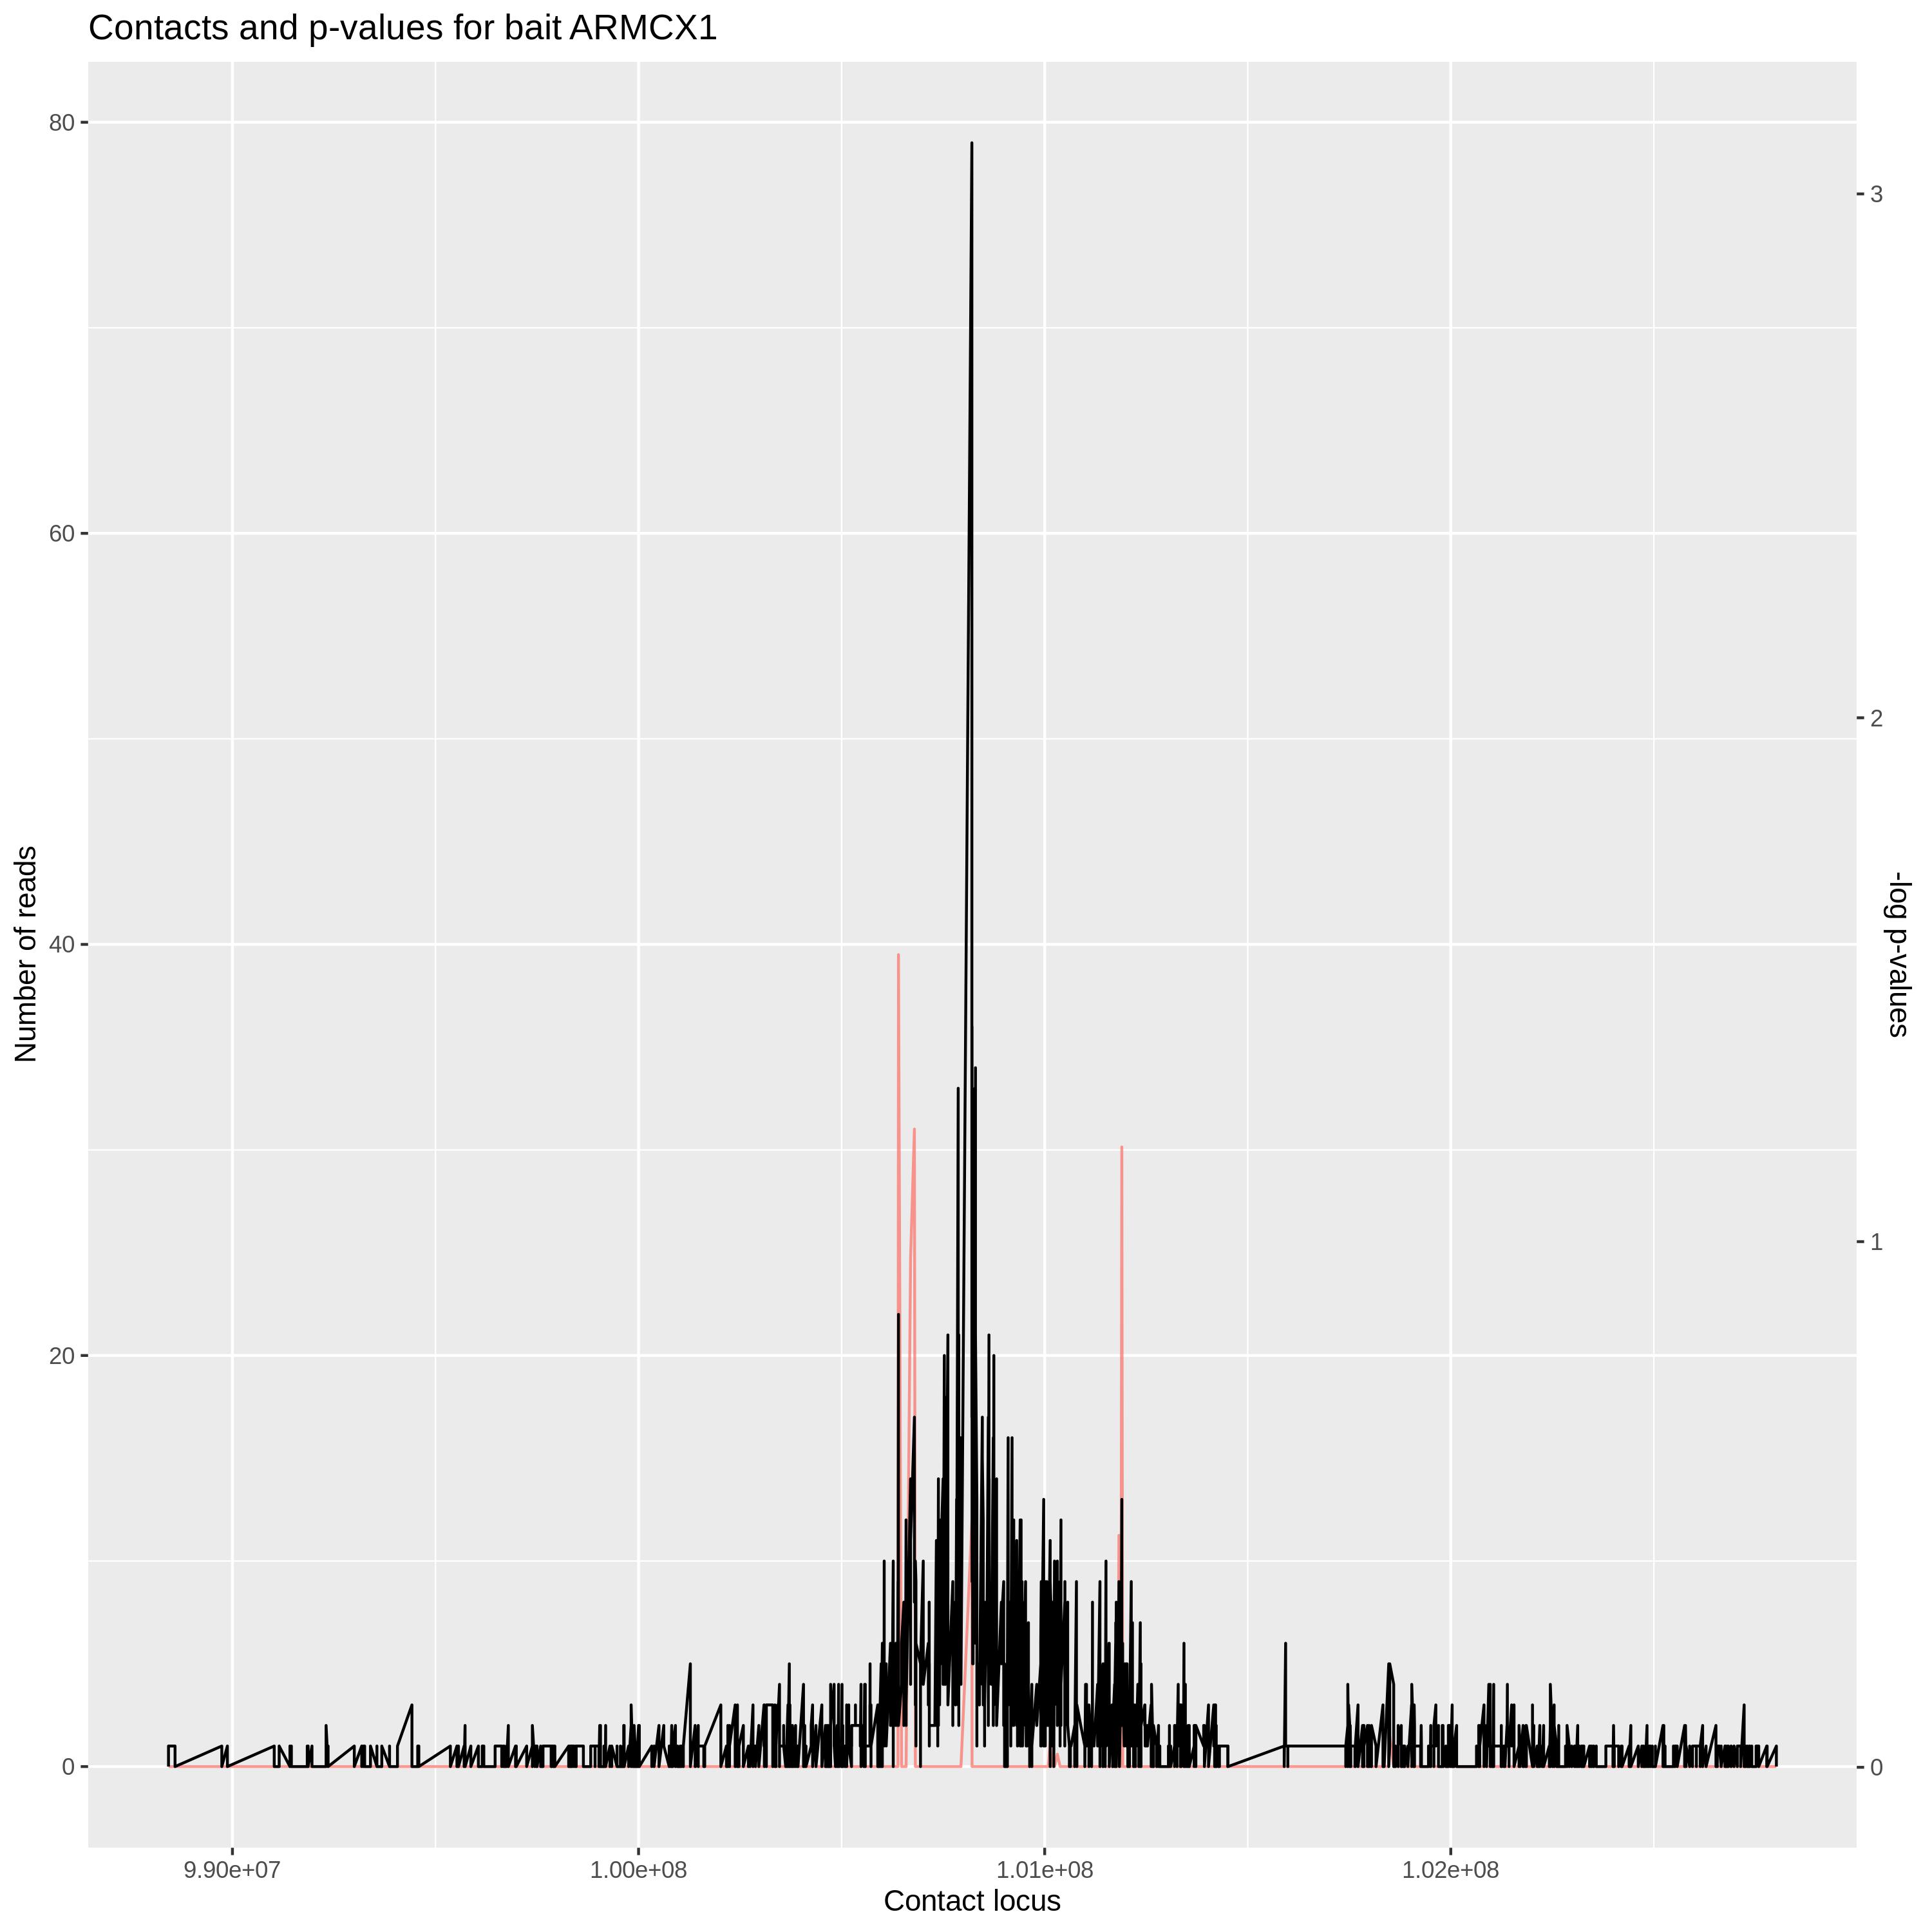 Contacts and p-values for bait ARMCX1
80
60
40
20
0
Number of reads
3
2
1
0
-log p-values
9.90e+07
1.00e+08
1.01e+08
1.02e+08
Contact locus